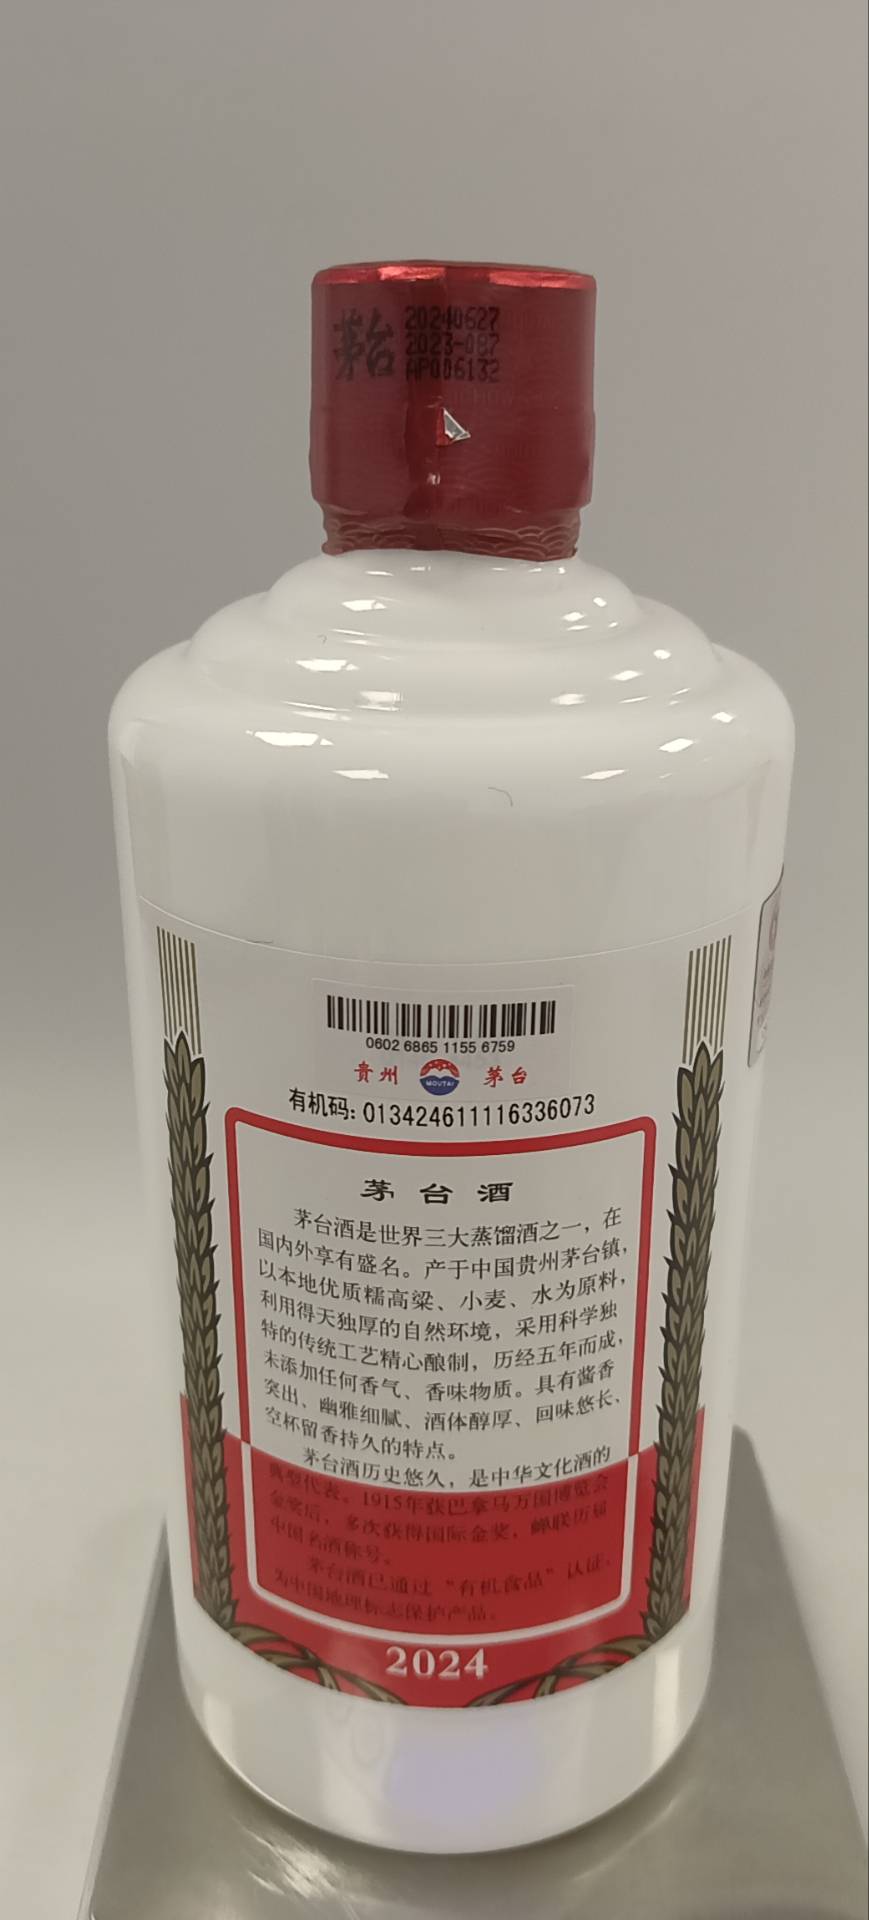 茅台
20240627
2023-087
AP006132
0602 6865 1155 6759
貴州 MOUTAI 茅台
有机码: 013424611116336073
茅台酒
茅台酒是世界三大蒸馏酒之一，在
国内外享有盛名。产于中国贵州茅台镇，
以本地优质糯高粱、小麦、水为原料，
利用得天独厚的自然环境，采用科学独
特的传统工艺精心酿制，历经五年而成，
未添加任何香气、香味物质。具有酱香
突出、幽雅细腻、酒体醇厚、回味悠长、
空杯留香持久的特点。
茅台酒历史悠久，是中华文化酒的
典型代表。1915年获巴拿马万国博览会
金奖后，多次获得国际金奖，蝉联历届
中国名酒称号。
茅台酒已通过“有机食品”认证，
为中国地理标志保护产品。
2024